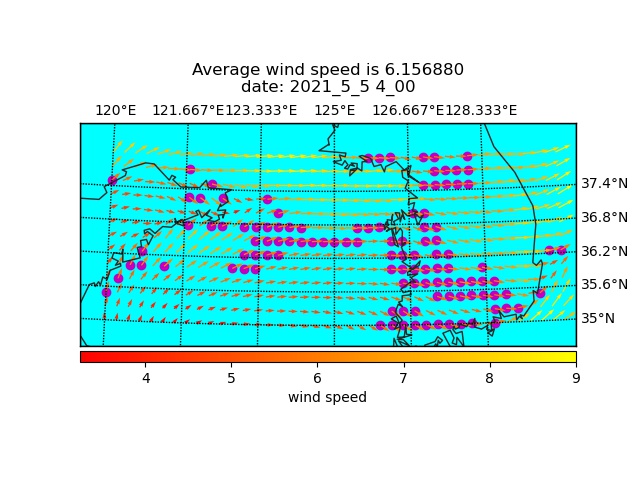 Average wind speed is 6.156880
date: 2021_5_5 4_00
120°E 121.667°E 123.333°E 125°E 126.667°E 128.333°E
37.4°N
36.8°N
36.2°N
35.6°N
35°N
4 5 6 7 8 9
wind speed